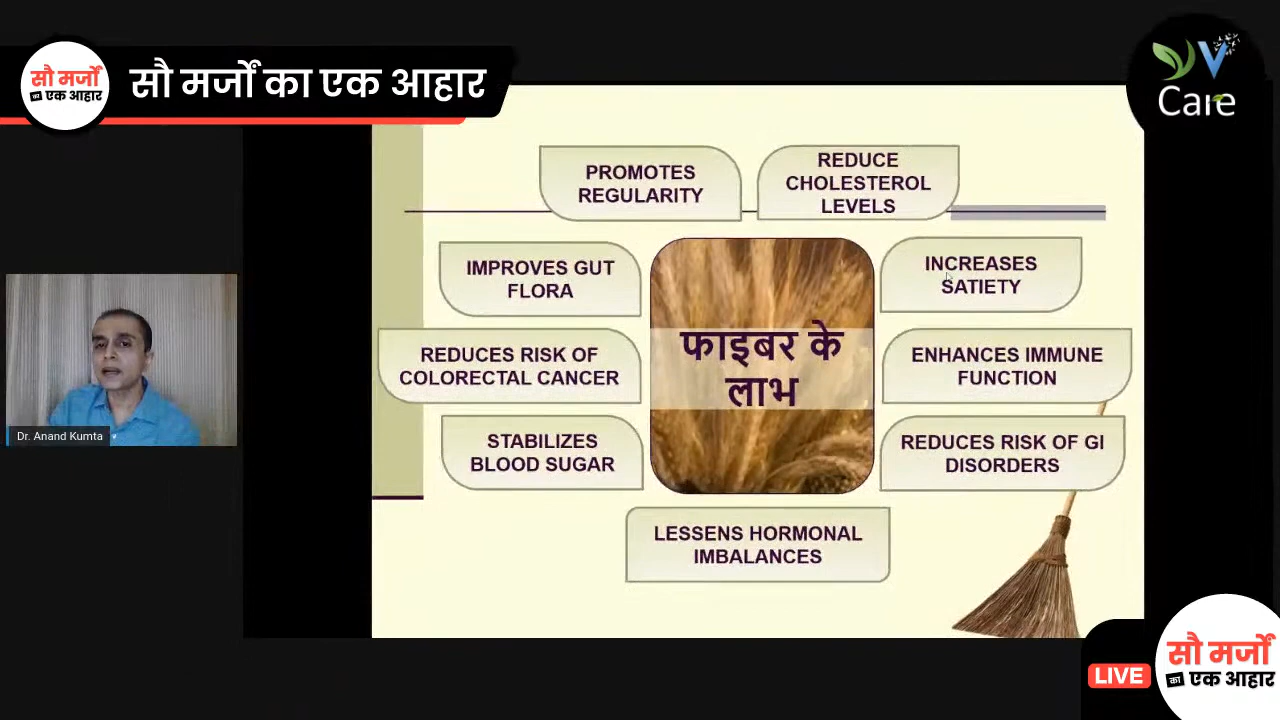 सौ मर्जों
का एक आहार
सौ मर्जों का एक आहार
V
Care
PROMOTES
REGULARITY
REDUCE
CHOLESTEROL
LEVELS
IMPROVES GUT
FLORA
INCREASES
SATIETY
फाइबर के
लाभ
REDUCES RISK OF
COLORECTAL CANCER
ENHANCES IMMUNE
FUNCTION
STABILIZES
BLOOD SUGAR
REDUCES RISK OF GI
DISORDERS
LESSENS HORMONAL
IMBALANCES
Dr. Anand Kumta
LIVE
सौ मर्जों
का एक आहार